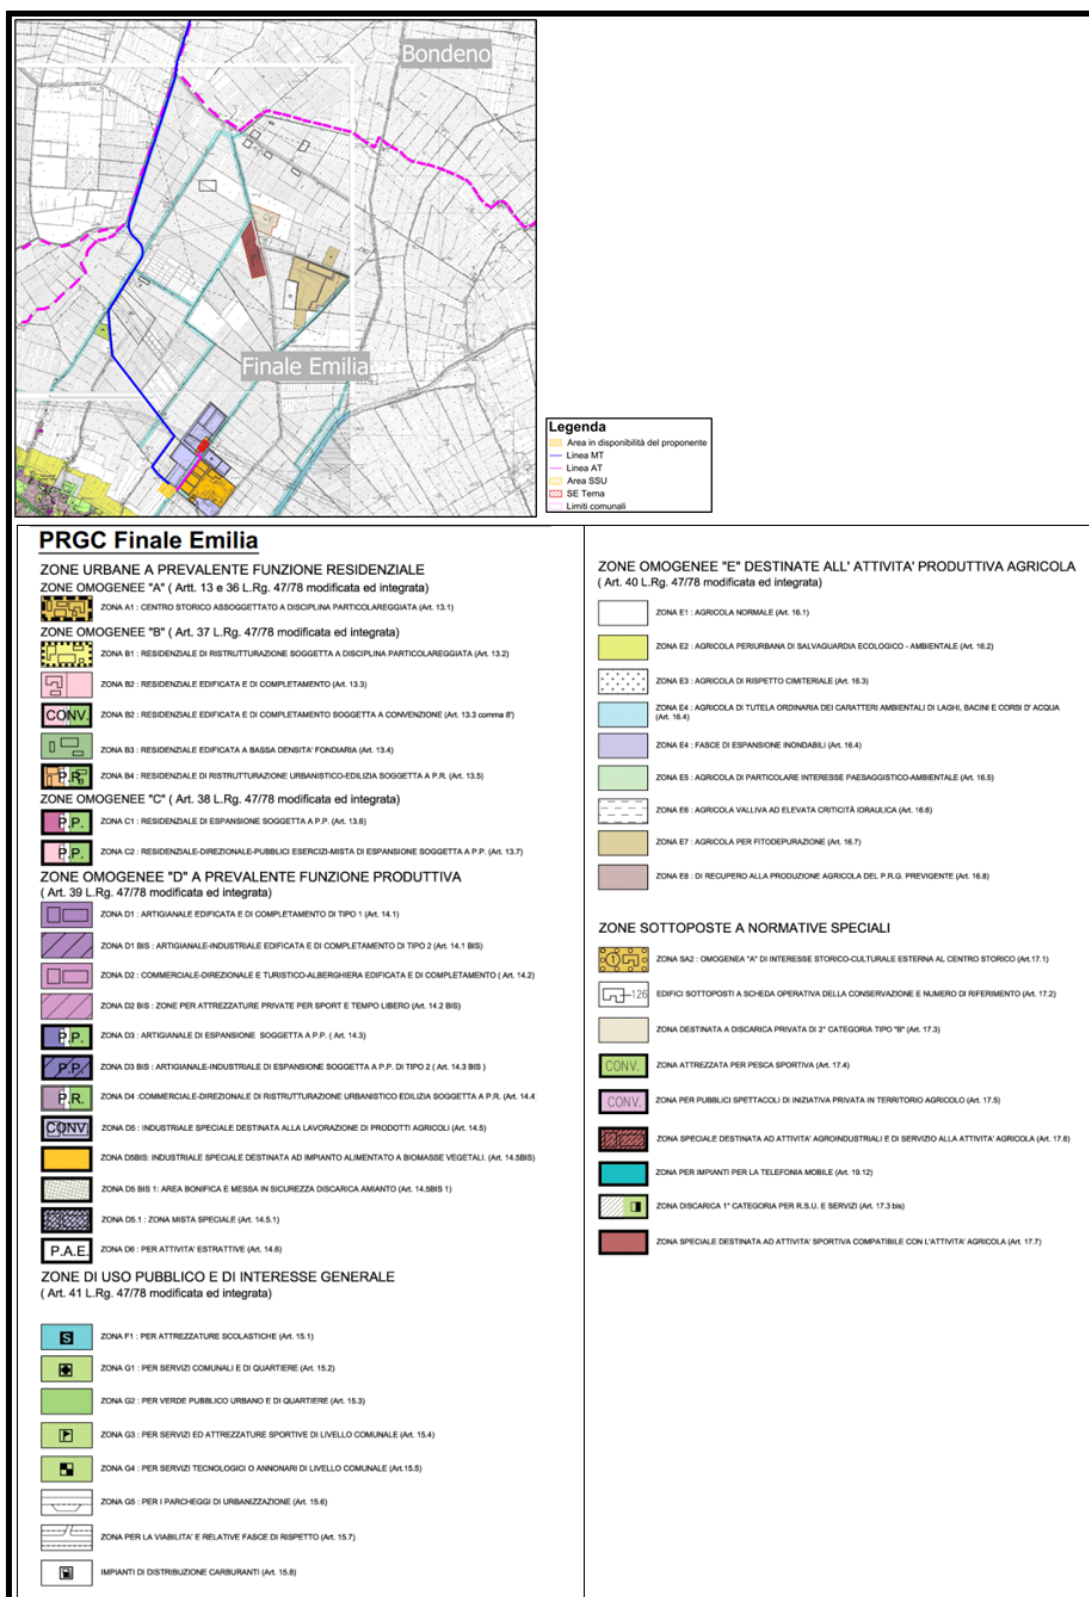 Bondeno
Finale Emilia
Legenda
Area in disponibilità del proponente
Linea MT
Linea AT
Area SSU
SE Terna
Limiti comunali
PRGC Finale Emilia
ZONE URBANE A PREVALENTE FUNZIONE RESIDENZIALE
ZONE OMOGENEE "A" ( Artt. 13 e 36 L.Rg. 47/78 modificata ed integrata)
ZONA A1 : CENTRO STORICO ASSOGGETTATO A DISCIPLINA PARTICOLAREGGIATA (Art. 13.1)
ZONE OMOGENEE "B" ( Art. 37 L.Rg. 47/78 modificata ed integrata)
ZONA B1 : RESIDENZIALE DI RISTRUTTURAZIONE SOGGETTA A DISCIPLINA PARTICOLAREGGIATA (Art. 13.2)
ZONA B2 : RESIDENZIALE EDIFICATA E DI COMPLETAMENTO (Art. 13.3)
CONV. ZONA B2 : RESIDENZIALE EDIFICATA E DI COMPLETAMENTO SOGGETTA A CONVENZIONE (Art. 13.3 comma 8')
ZONA B3 : RESIDENZIALE EDIFICATA A BASSA DENSITA' FONDIARIA (Art. 13.4)
P.R. ZONA B4 : RESIDENZIALE DI RISTRUTTURAZIONE URBANISTICO-EDILIZIA SOGGETTA A P.R. (Art. 13.5)
ZONE OMOGENEE "C" ( Art. 38 L.Rg. 47/78 modificata ed integrata)
P.P. ZONA C1 : RESIDENZIALE DI ESPANSIONE SOGGETTA A P.P. (Art. 13.6)
P.P. ZONA C2 : RESIDENZIALE-DIREZIONALE-PUBBLICI ESERCIZI-MISTA DI ESPANSIONE SOGGETTA A P.P. (Art. 13.7)
ZONE OMOGENEE "D" A PREVALENTE FUNZIONE PRODUTTIVA
( Art. 39 L.Rg. 47/78 modificata ed integrata)
ZONA D1 : ARTIGIANALE EDIFICATA E DI COMPLETAMENTO DI TIPO 1 (Art. 14.1)
ZONA D1 BIS : ARTIGIANALE-INDUSTRIALE EDIFICATA E DI COMPLETAMENTO DI TIPO 2 (Art. 14.1 BIS)
ZONA D2 : COMMERCIALE-DIREZIONALE E TURISTICO-ALBERGHIERA EDIFICATA E DI COMPLETAMENTO ( Art. 14.2)
ZONA D2 BIS : ZONE PER ATTREZZATURE PRIVATE PER SPORT E TEMPO LIBERO (Art. 14.2 BIS)
P.P. ZONA D3 : ARTIGIANALE DI ESPANSIONE SOGGETTA A P.P. ( Art. 14.3)
P.P. ZONA D3 BIS : ARTIGIANALE-INDUSTRIALE DI ESPANSIONE SOGGETTA A P.P. DI TIPO 2 ( Art. 14.3 BIS )
P.R. ZONA D4 :COMMERCIALE-DIREZIONALE DI RISTRUTTURAZIONE URBANISTICO EDILIZIA SOGGETTA A P.R. (Art. 14.4
CONV ZONA D5 : INDUSTRIALE SPECIALE DESTINATA ALLA LAVORAZIONE DI PRODOTTI AGRICOLI (Art. 14.5)
ZONA D5BIS: INDUSTRIALE SPECIALE DESTINATA AD IMPIANTO ALIMENTATO A BIOMASSE VEGETALI. (Art. 14.5BIS)
ZONA D5 BIS 1: AREA BONIFICA E MESSA IN SICUREZZA DISCARICA AMIANTO (Art. 14.5BIS 1)
ZONA D5.1 : ZONA MISTA SPECIALE (Art. 14.5.1)
P.A.E. ZONA D6 : PER ATTIVITA' ESTRATTIVE (Art. 14.6)
ZONE DI USO PUBBLICO E DI INTERESSE GENERALE
( Art. 41 L.Rg. 47/78 modificata ed integrata)
S ZONA F1 : PER ATTREZZATURE SCOLASTICHE (Art. 15.1)
ZONA G1 : PER SERVIZI COMUNALI E DI QUARTIERE (Art. 15.2)
ZONA G2 : PER VERDE PUBBLICO URBANO E DI QUARTIERE (Art. 15.3)
ZONA G3 : PER SERVIZI ED ATTREZZATURE SPORTIVE DI LIVELLO COMUNALE (Art. 15.4)
ZONA G4 : PER SERVIZI TECNOLOGICI O ANNONARI DI LIVELLO COMUNALE (Art.15.5)
ZONA G5 : PER I PARCHEGGI DI URBANIZZAZIONE (Art. 15.6)
ZONA PER LA VIABILITA' E RELATIVE FASCE DI RISPETTO (Art. 15.7)
IMPIANTI DI DISTRIBUZIONE CARBURANTI (Art. 15.8)
ZONE OMOGENEE "E" DESTINATE ALL' ATTIVITA' PRODUTTIVA AGRICOLA
( Art. 40 L.Rg. 47/78 modificata ed integrata)
ZONA E1 : AGRICOLA NORMALE (Art. 16.1)
ZONA E2 : AGRICOLA PERIURBANA DI SALVAGUARDIA ECOLOGICO - AMBIENTALE (Art. 16.2)
ZONA E3 : AGRICOLA DI RISPETTO CIMITERIALE (Art. 16.3)
ZONA E4 : AGRICOLA DI TUTELA ORDINARIA DEI CARATTERI AMBIENTALI DI LAGHI, BACINI E CORSI D' ACQUA
(Art. 16.4)
ZONA E4 : FASCE DI ESPANSIONE INONDABILI (Art. 16.4)
ZONA E5 : AGRICOLA DI PARTICOLARE INTERESSE PAESAGGISTICO-AMBIENTALE (Art. 16.5)
ZONA E6 : AGRICOLA VALLIVA AD ELEVATA CRITICITÀ IDRAULICA (Art. 16.6)
ZONA E7 : AGRICOLA PER FITODEPURAZIONE (Art. 16.7)
ZONA E8 : DI RECUPERO ALLA PRODUZIONE AGRICOLA DEL P.R.G. PREVIGENTE (Art. 16.8)
ZONE SOTTOPOSTE A NORMATIVE SPECIALI
1 ZONA SA2 : OMOGENEA "A" DI INTERESSE STORICO-CULTURALE ESTERNA AL CENTRO STORICO (Art.17.1)
126 EDIFICI SOTTOPOSTI A SCHEDA OPERATIVA DELLA CONSERVAZIONE E NUMERO DI RIFERIMENTO (Art. 17.2)
ZONA DESTINATA A DISCARICA PRIVATA DI 2° CATEGORIA TIPO "B" (Art. 17.3)
CONV. ZONA ATTREZZATA PER PESCA SPORTIVA (Art. 17.4)
CONV. ZONA PER PUBBLICI SPETTACOLI DI INIZIATIVA PRIVATA IN TERRITORIO AGRICOLO (Art. 17.5)
ZONA SPECIALE DESTINATA AD ATTIVITA' AGROINDUSTRIALI E DI SERVIZIO ALLA ATTIVITA' AGRICOLA (Art. 17.6)
ZONA PER IMPIANTI PER LA TELEFONIA MOBILE (Art. 19.12)
ZONA DISCARICA 1° CATEGORIA PER R.S.U. E SERVIZI (Art. 17.3 bis)
ZONA SPECIALE DESTINATA AD ATTIVITA' SPORTIVA COMPATIBILE CON L'ATTIVITA' AGRICOLA (Art. 17.7)